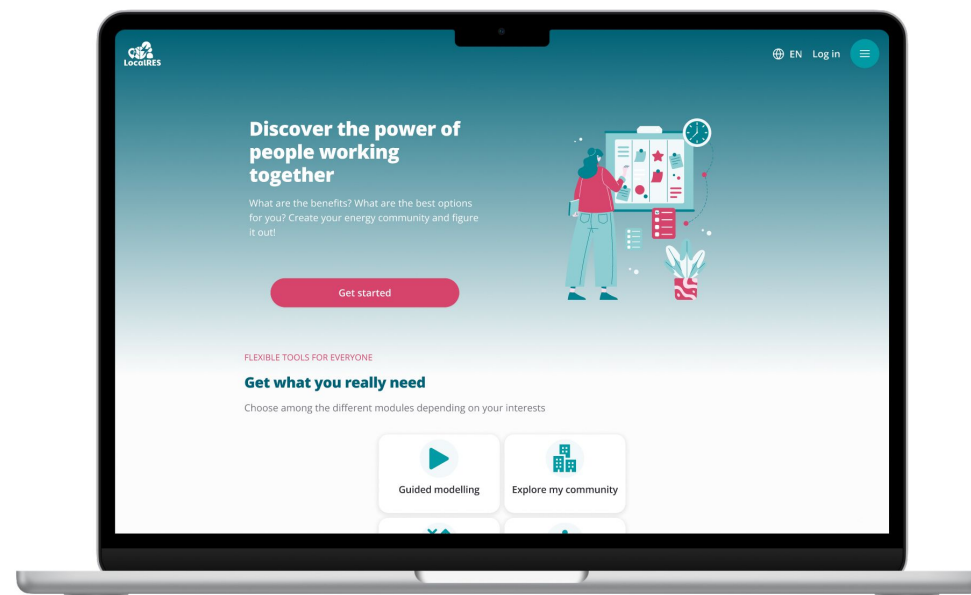 LocalRES
EN Log in
Discover the power of
people working
together
What are the benefits? What are the best options
for you? Create your energy community and figure
it out!
Get started
FLEXIBLE TOOLS FOR EVERYONE
Get what you really need
Choose among the different modules depending on your interests
Guided modelling
Explore my community